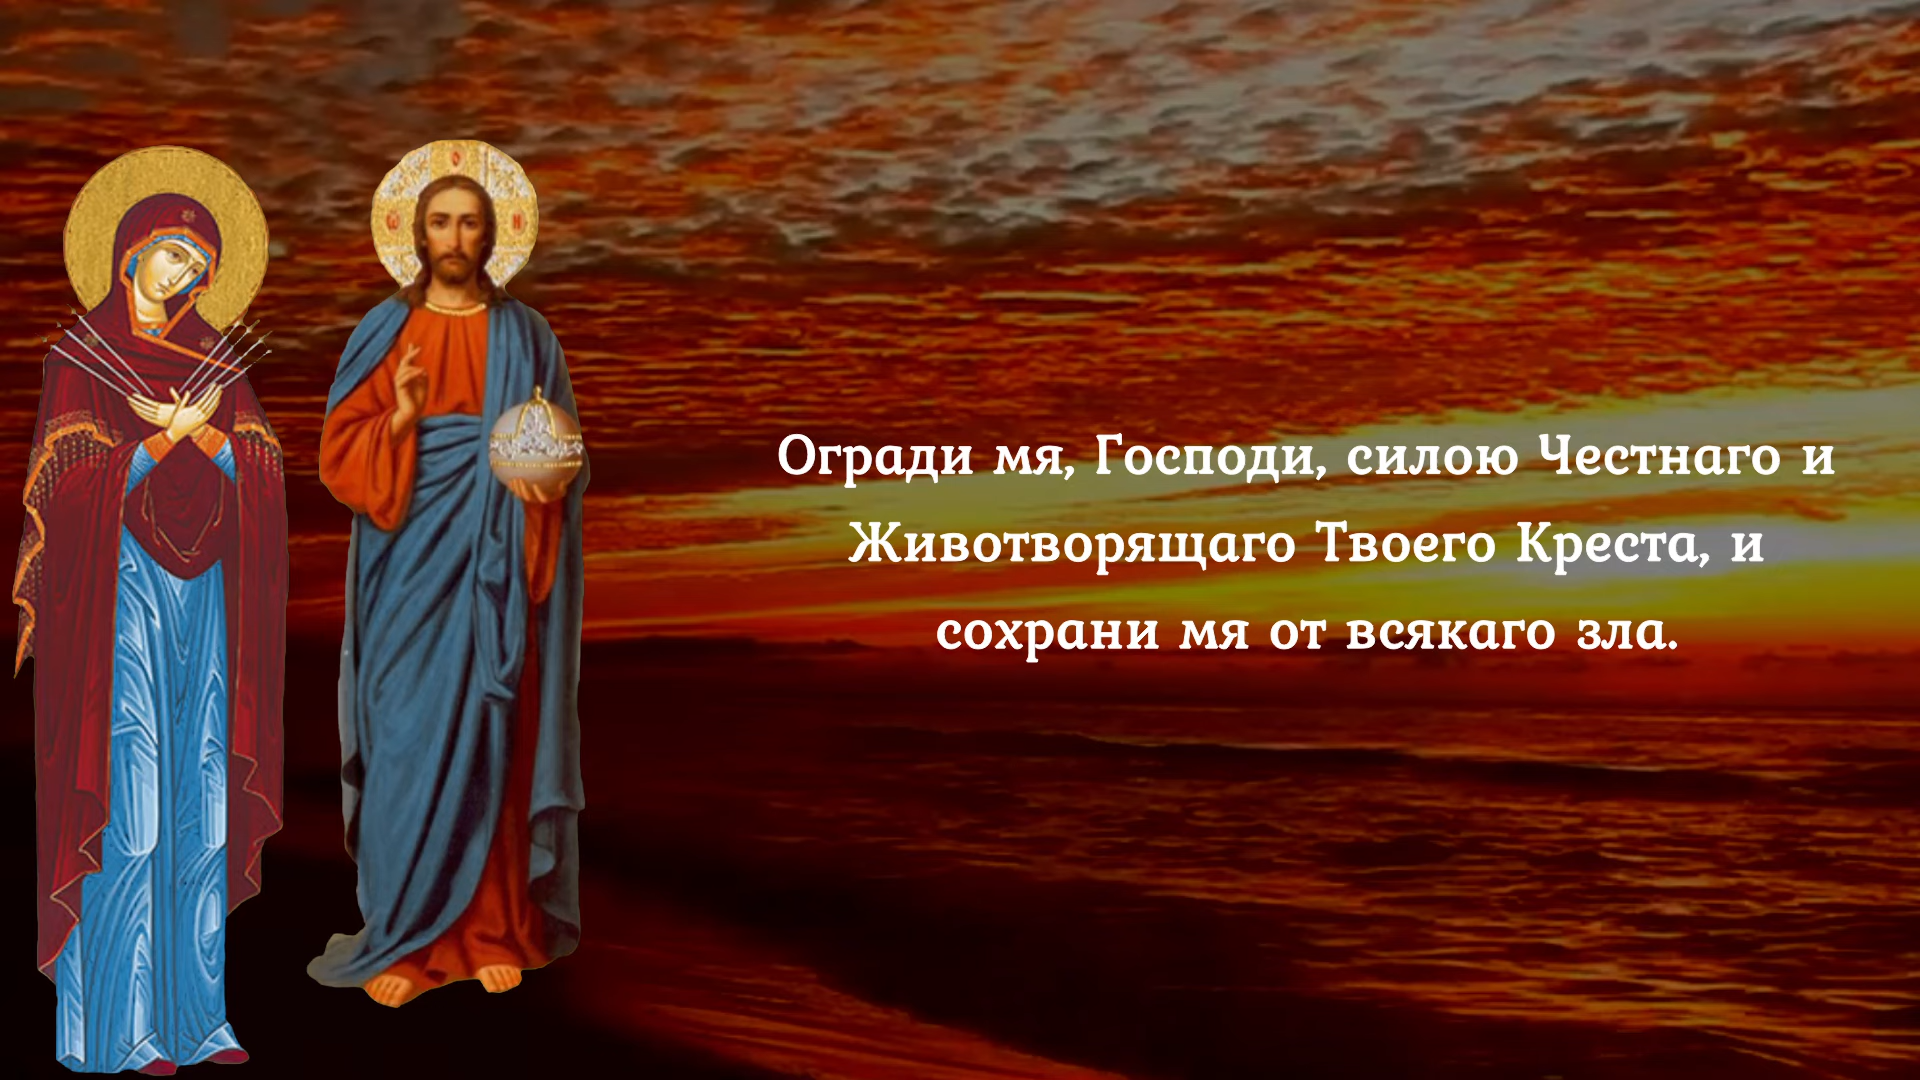 Огради мя, Господи, силою Честнаго и
Животворящаго Твоего Креста, и
сохрани мя от всякаго зла.